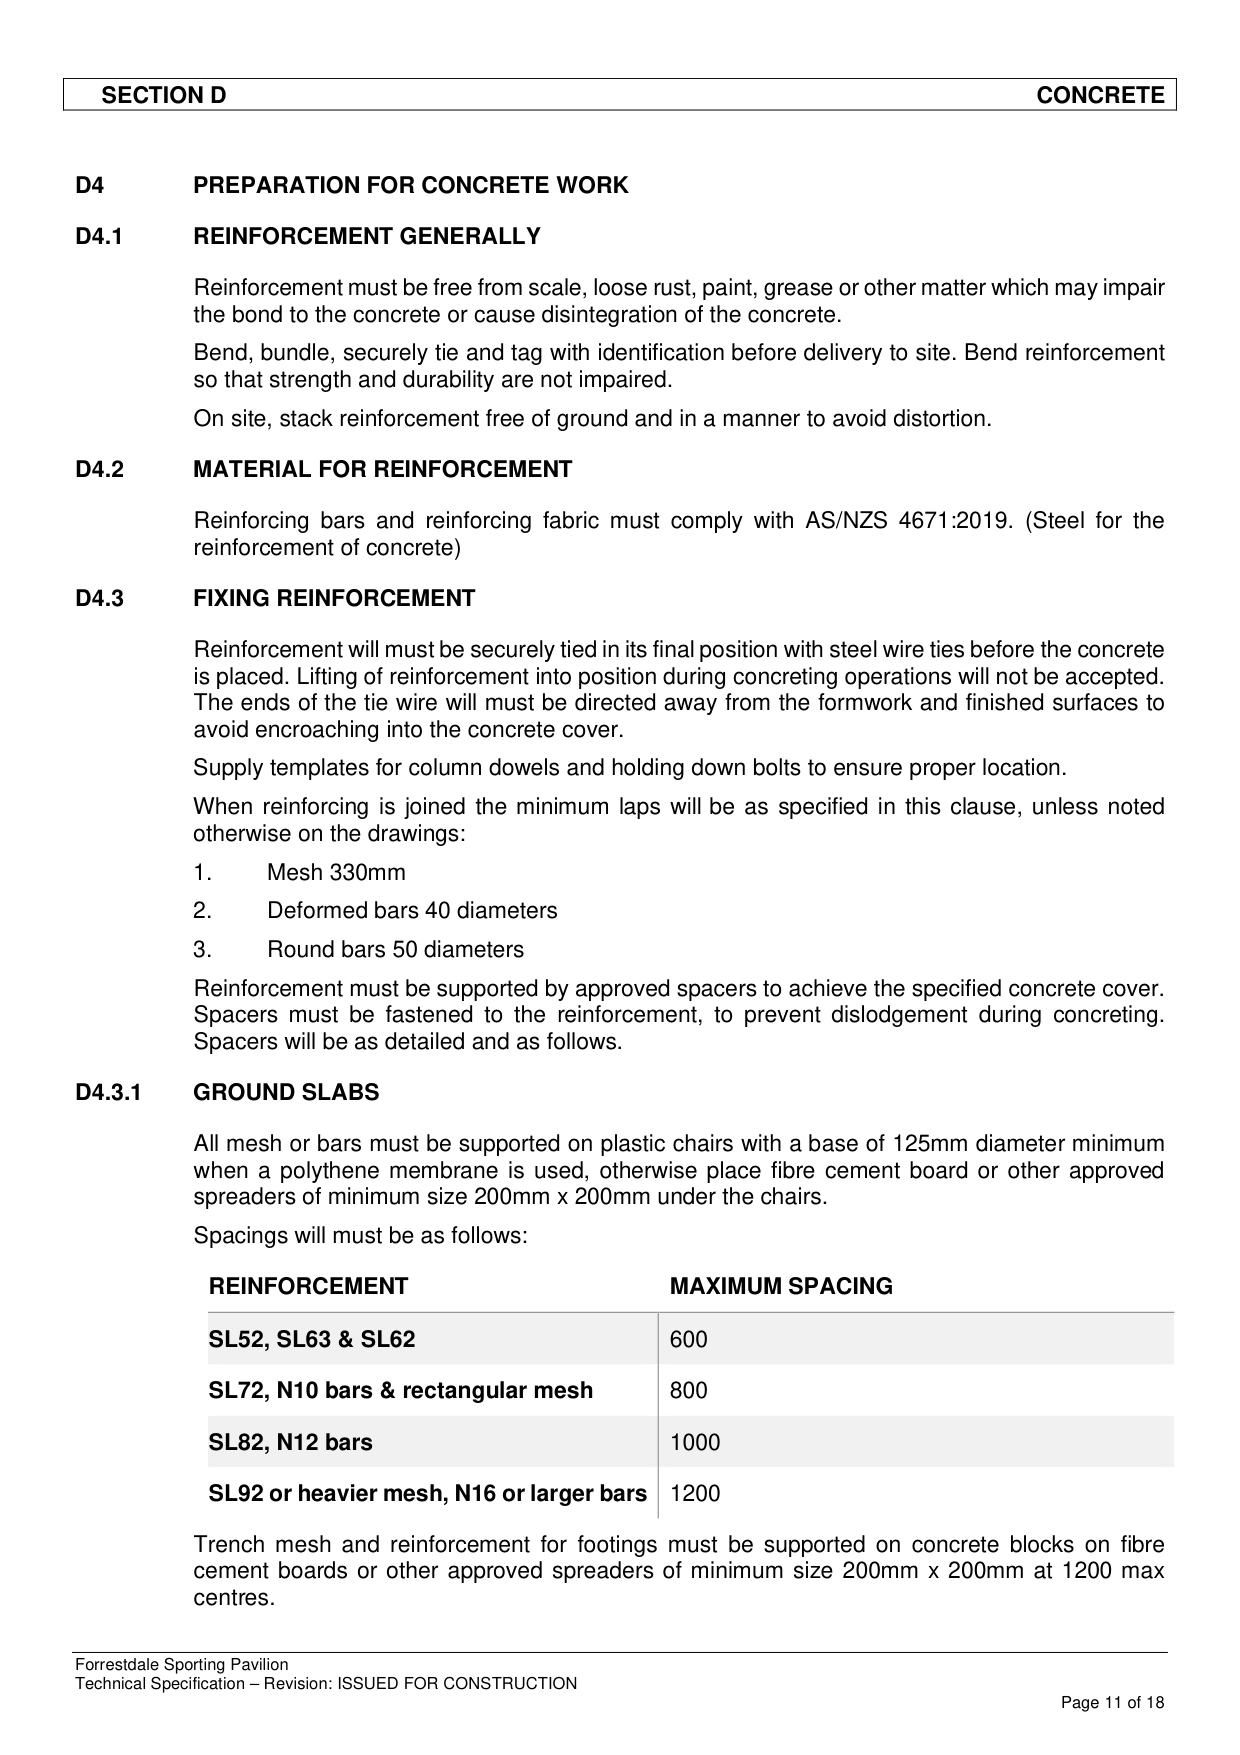 SECTION D CONCRETE
D4 PREPARATION FOR CONCRETE WORK
D4.1 REINFORCEMENT GENERALLY
Reinforcement must be free from scale, loose rust, paint, grease or other matter which may impair
the bond to the concrete or cause disintegration of the concrete.
Bend, bundle, securely tie and tag with identification before delivery to site. Bend reinforcement
so that strength and durability are not impaired.
On site, stack reinforcement free of ground and in a manner to avoid distortion.
D4.2 MATERIAL FOR REINFORCEMENT
Reinforcing bars and reinforcing fabric must comply with AS/NZS 4671:2019. (Steel for the
reinforcement of concrete)
D4.3 FIXING REINFORCEMENT
Reinforcement will must be securely tied in its final position with steel wire ties before the concrete
is placed. Lifting of reinforcement into position during concreting operations will not be accepted.
The ends of the tie wire will must be directed away from the formwork and finished surfaces to
avoid encroaching into the concrete cover.
Supply templates for column dowels and holding down bolts to ensure proper location.
When reinforcing is joined the minimum laps will be as specified in this clause, unless noted
otherwise on the drawings:
1. Mesh 330mm
2. Deformed bars 40 diameters
3. Round bars 50 diameters
Reinforcement must be supported by approved spacers to achieve the specified concrete cover.
Spacers must be fastened to the reinforcement, to prevent dislodgement during concreting.
Spacers will be as detailed and as follows.
D4.3.1 GROUND SLABS
All mesh or bars must be supported on plastic chairs with a base of 125mm diameter minimum
when a polythene membrane is used, otherwise place fibre cement board or other approved
spreaders of minimum size 200mm x 200mm under the chairs.
Spacings will must be as follows:
REINFORCEMENT MAXIMUM SPACING
SL52, SL63 & SL62 600
SL72, N10 bars & rectangular mesh 800
SL82, N12 bars 1000
SL92 or heavier mesh, N16 or larger bars 1200
Trench mesh and reinforcement for footings must be supported on concrete blocks on fibre
cement boards or other approved spreaders of minimum size 200mm x 200mm at 1200 max
centres.
Forrestdale Sporting Pavilion
Technical Specification – Revision: ISSUED FOR CONSTRUCTION
Page 11 of 18